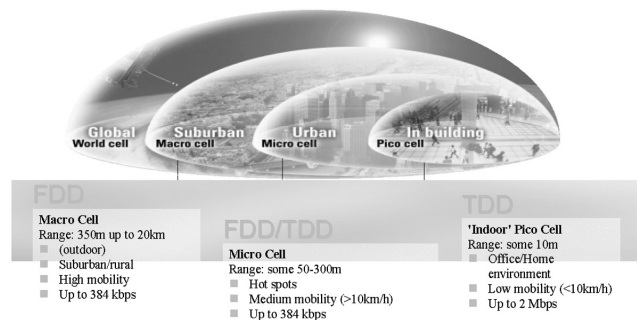 Global
World cell
Suburban
Macro cell
Urban
Micro cell
In building
Pico cell
FDD
Macro Cell
Range: 350m up to 20km
(outdoor)
Suburban/rural
High mobility
Up to 384 kbps
FDD/TDD
Micro Cell
Range: some 50-300m
Hot spots
Medium mobility (>10km/h)
Up to 384 kbps
TDD
'Indoor' Pico Cell
Range: some 10m
Office/Home
environment
Low mobility (<10km/h)
Up to 2 Mbps